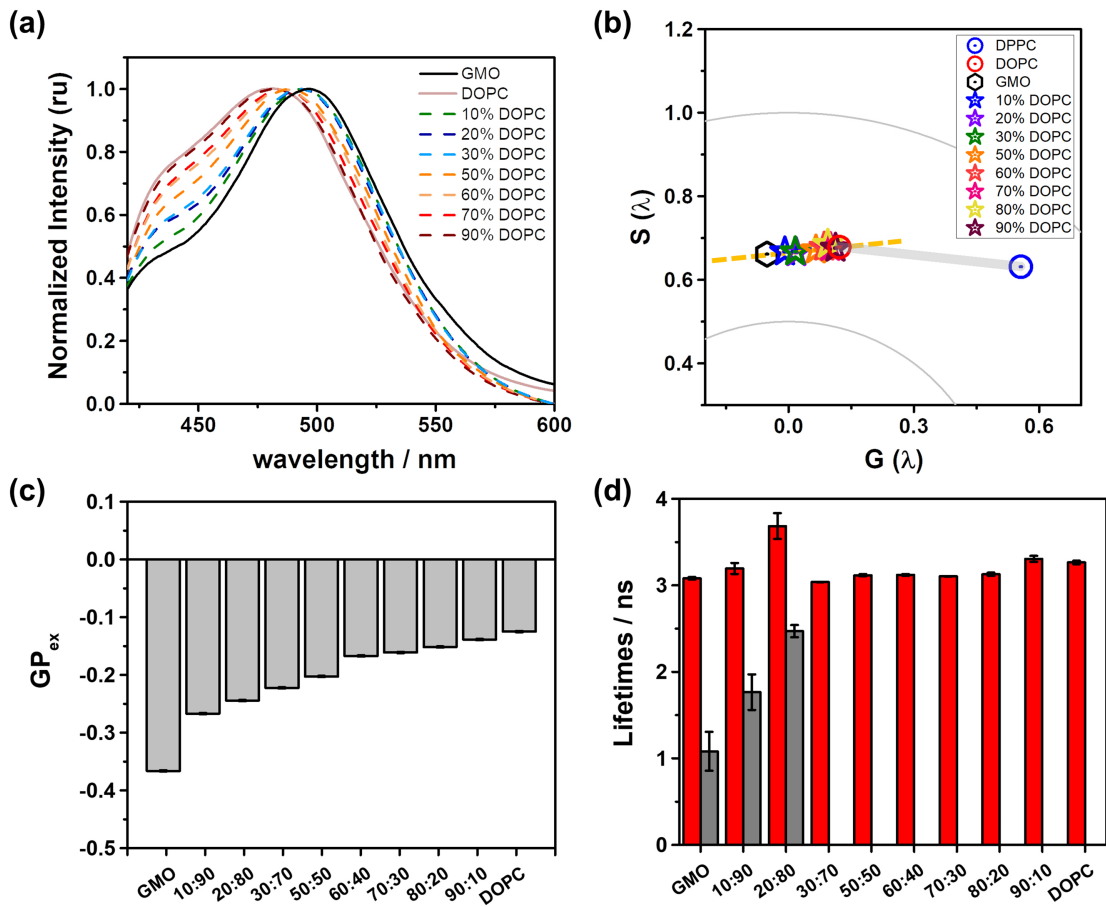 (a)
Normalized Intensity (ru)
1.0
0.8
0.6
0.4
0.2
0.0
450
500
550
600
wavelength / nm
GMO
DOPC
10% DOPC
20% DOPC
30% DOPC
50% DOPC
60% DOPC
70% DOPC
90% DOPC
(b)
S (λ)
1.2
1.0
0.8
0.6
0.4
0.0
0.3
0.6
G (λ)
DPPC
DOPC
GMO
10% DOPC
20% DOPC
30% DOPC
50% DOPC
60% DOPC
70% DOPC
80% DOPC
90% DOPC
(c)
GPex
0.1
0.0
-0.1
-0.2
-0.3
-0.4
-0.5
GMO
10:90
20:80
30:70
50:50
60:40
70:30
80:20
90:10
DOPC
(d)
Lifetimes / ns
4
3
2
1
0
GMO
10:90
20:80
30:70
50:50
60:40
70:30
80:20
90:10
DOPC